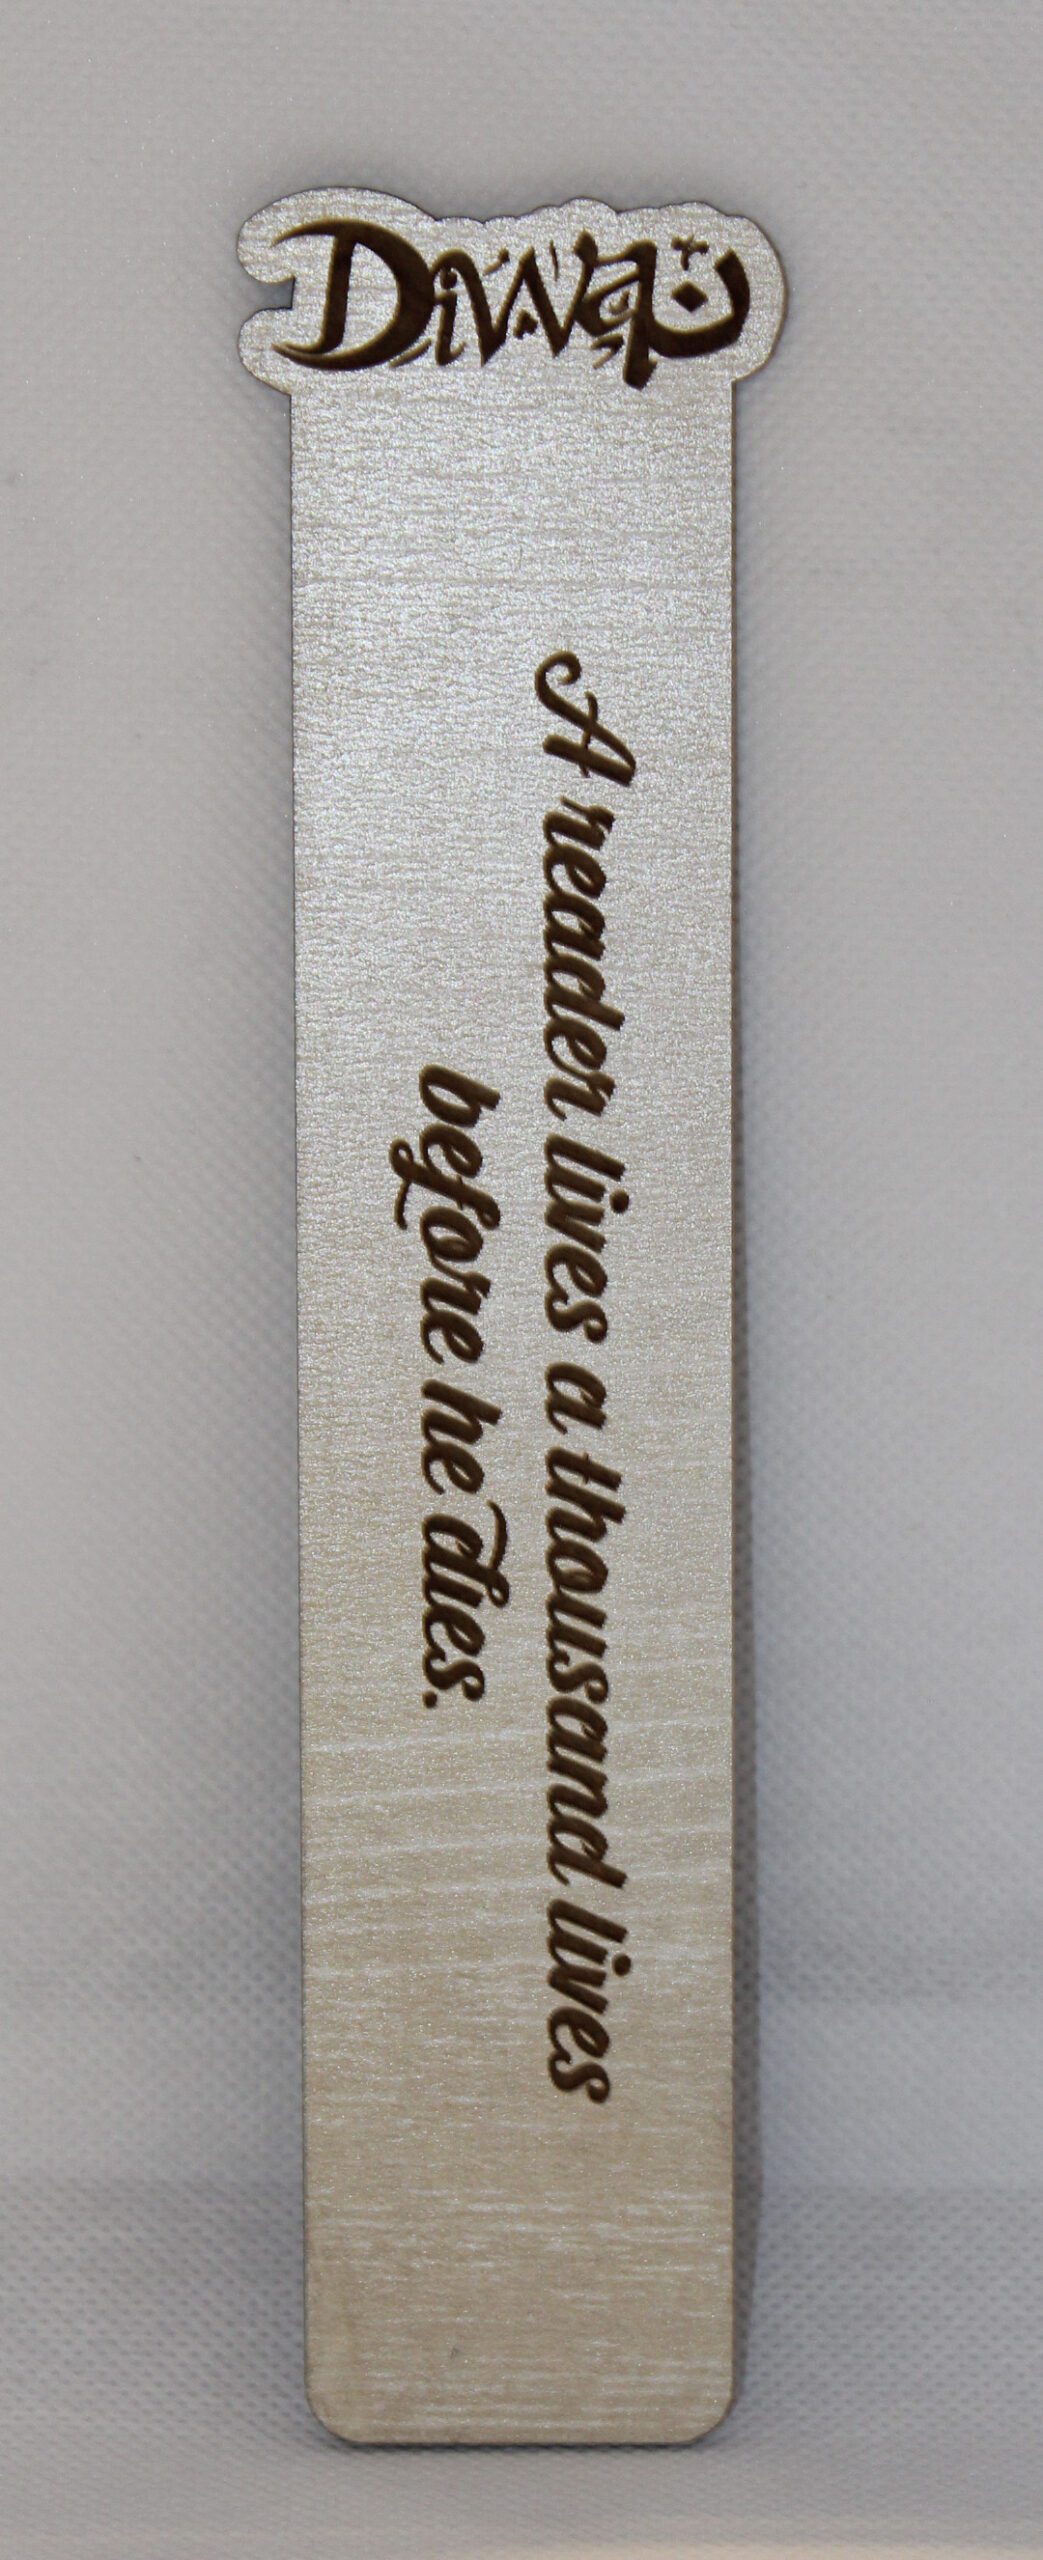 Diwan
A reader lives a thousand lives
before he dies.